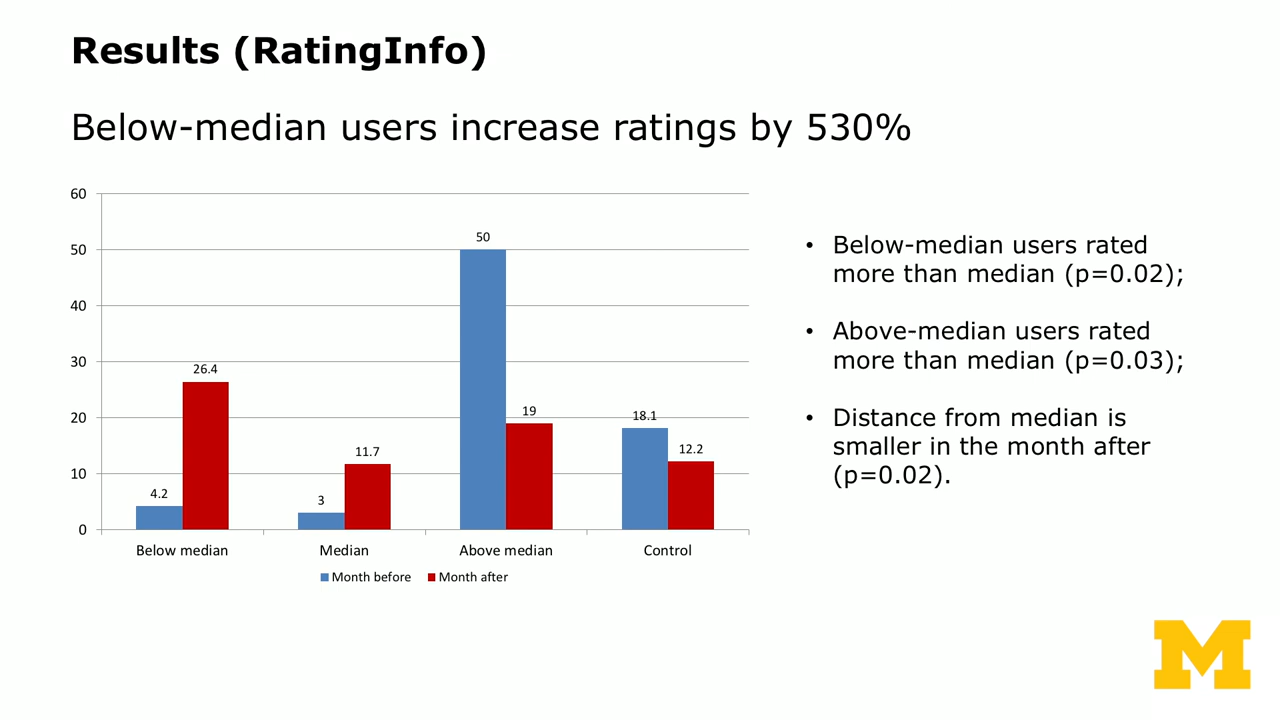 Results (RatingInfo)
Below-median users increase ratings by 530%
60
50
40
30
20
10
0
4.2
26.4
3
11.7
50
19
18.1
12.2
Below median
Median
Above median
Control
Month before
Month after
• Below-median users rated
more than median (p=0.02);
• Above-median users rated
more than median (p=0.03);
• Distance from median is
smaller in the month after
(p=0.02).
M